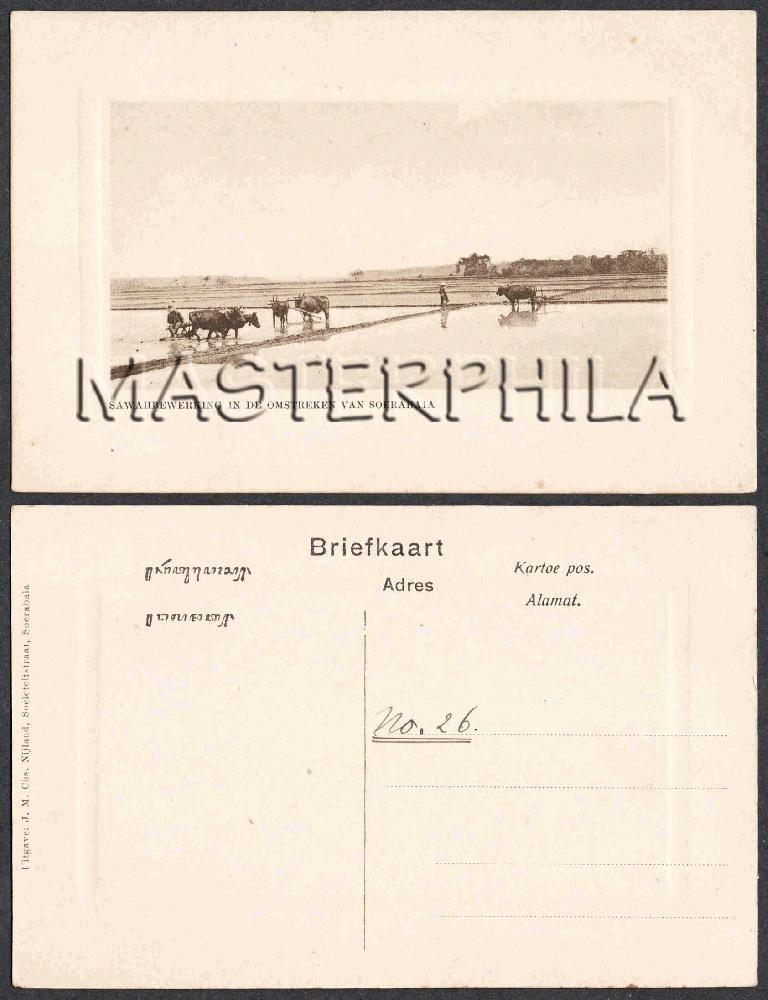 MASTERPHILA
SAWAHBEWERKING IN DE OMSTREKEN VAN SOERABAIA
Briefkaart
Adres
Kartoe pos.
Alamat.
No. 26.
Uitgave: J. M. Chs. Nijland, Societeitstraat, Soerabaia